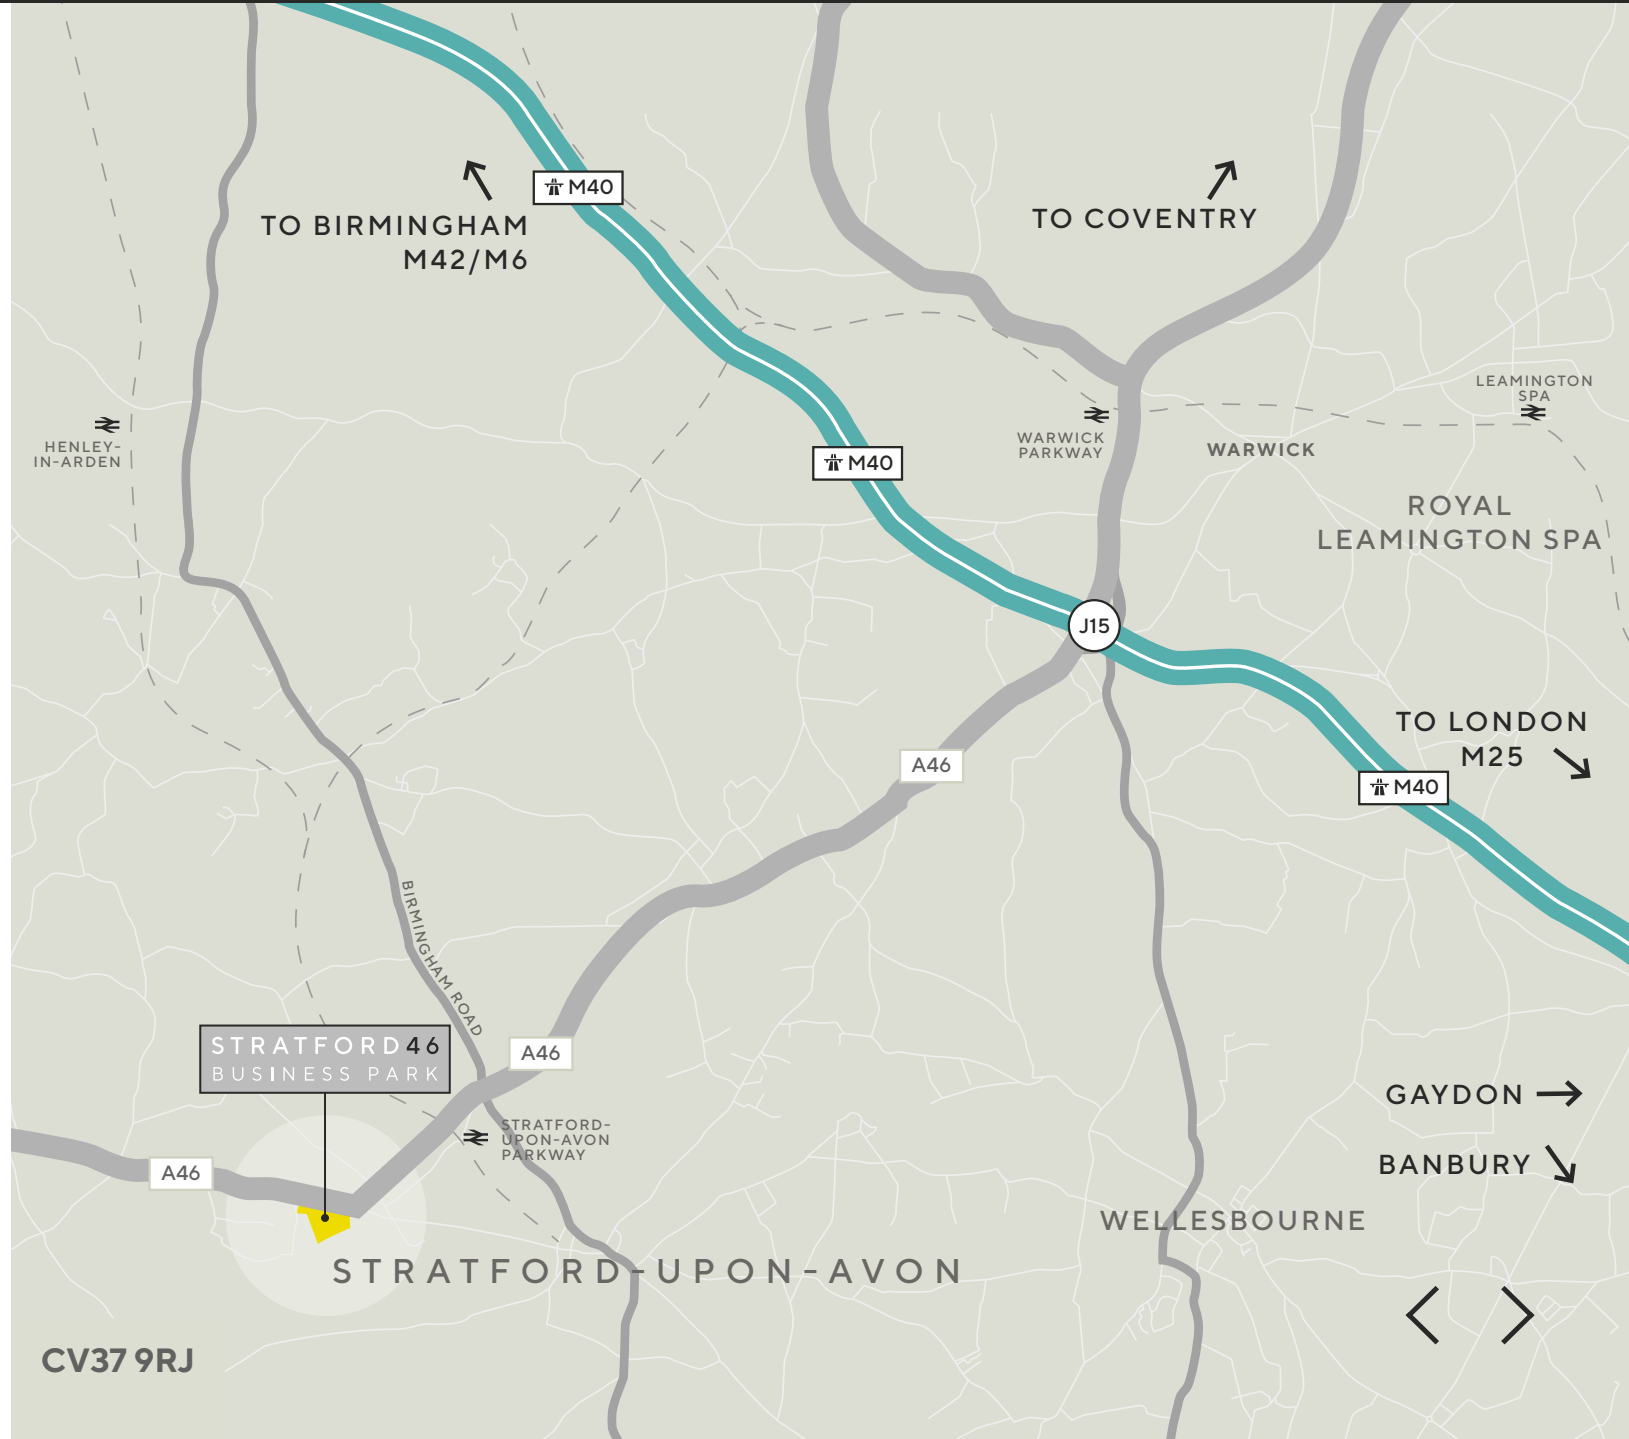 M40
TO BIRMINGHAM
M42/M6
TO COVENTRY
LEAMINGTON
SPA
HENLEY-
IN-ARDEN
WARWICK
PARKWAY
WARWICK
M40
ROYAL
LEAMINGTON SPA
J15
TO LONDON
M25
A46
M40
BIRMINGHAM ROAD
STRATFORD46
BUSINESS PARK
A46
GAYDON
STRATFORD-
UPON-AVON
PARKWAY
BANBURY
A46
WELLESBOURNE
STRATFORD-UPON-AVON
CV37 9RJ